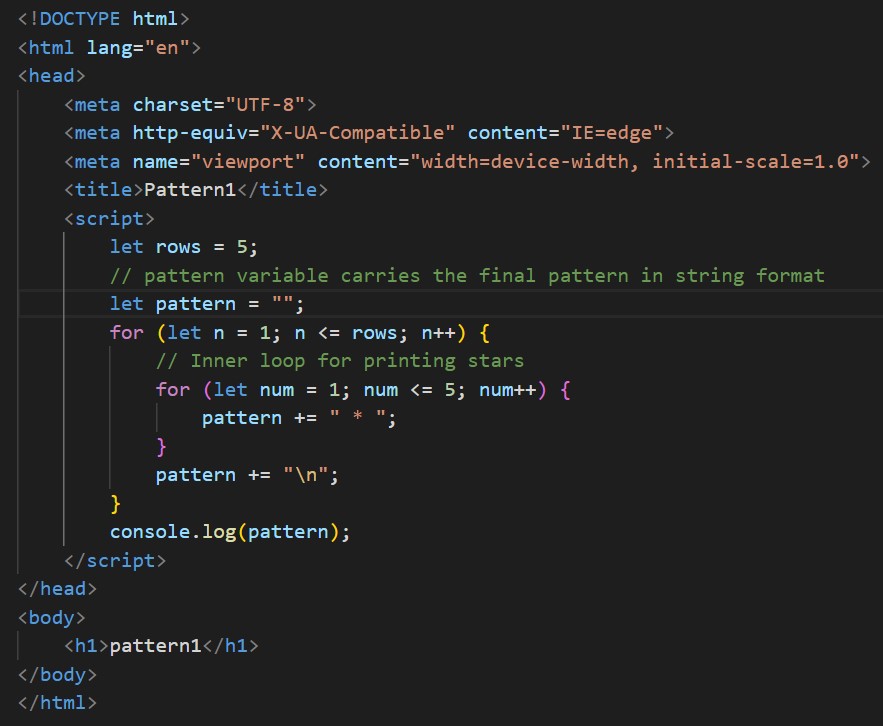 <!DOCTYPE html>
<html lang="en">
<head>
    <meta charset="UTF-8">
    <meta http-equiv="X-UA-Compatible" content="IE=edge">
    <meta name="viewport" content="width=device-width, initial-scale=1.0">
    <title>Pattern1</title>
    <script>
        let rows = 5;
        // pattern variable carries the final pattern in string format
        let pattern = "";
        for (let n = 1; n <= rows; n++) {
            // Inner loop for printing stars
            for (let num = 1; num <= 5; num++) {
                pattern += " * ";
            }
            pattern += "\n";
        }
        console.log(pattern);
    </script>
</head>
<body>
    <h1>pattern1</h1>
</body>
</html>